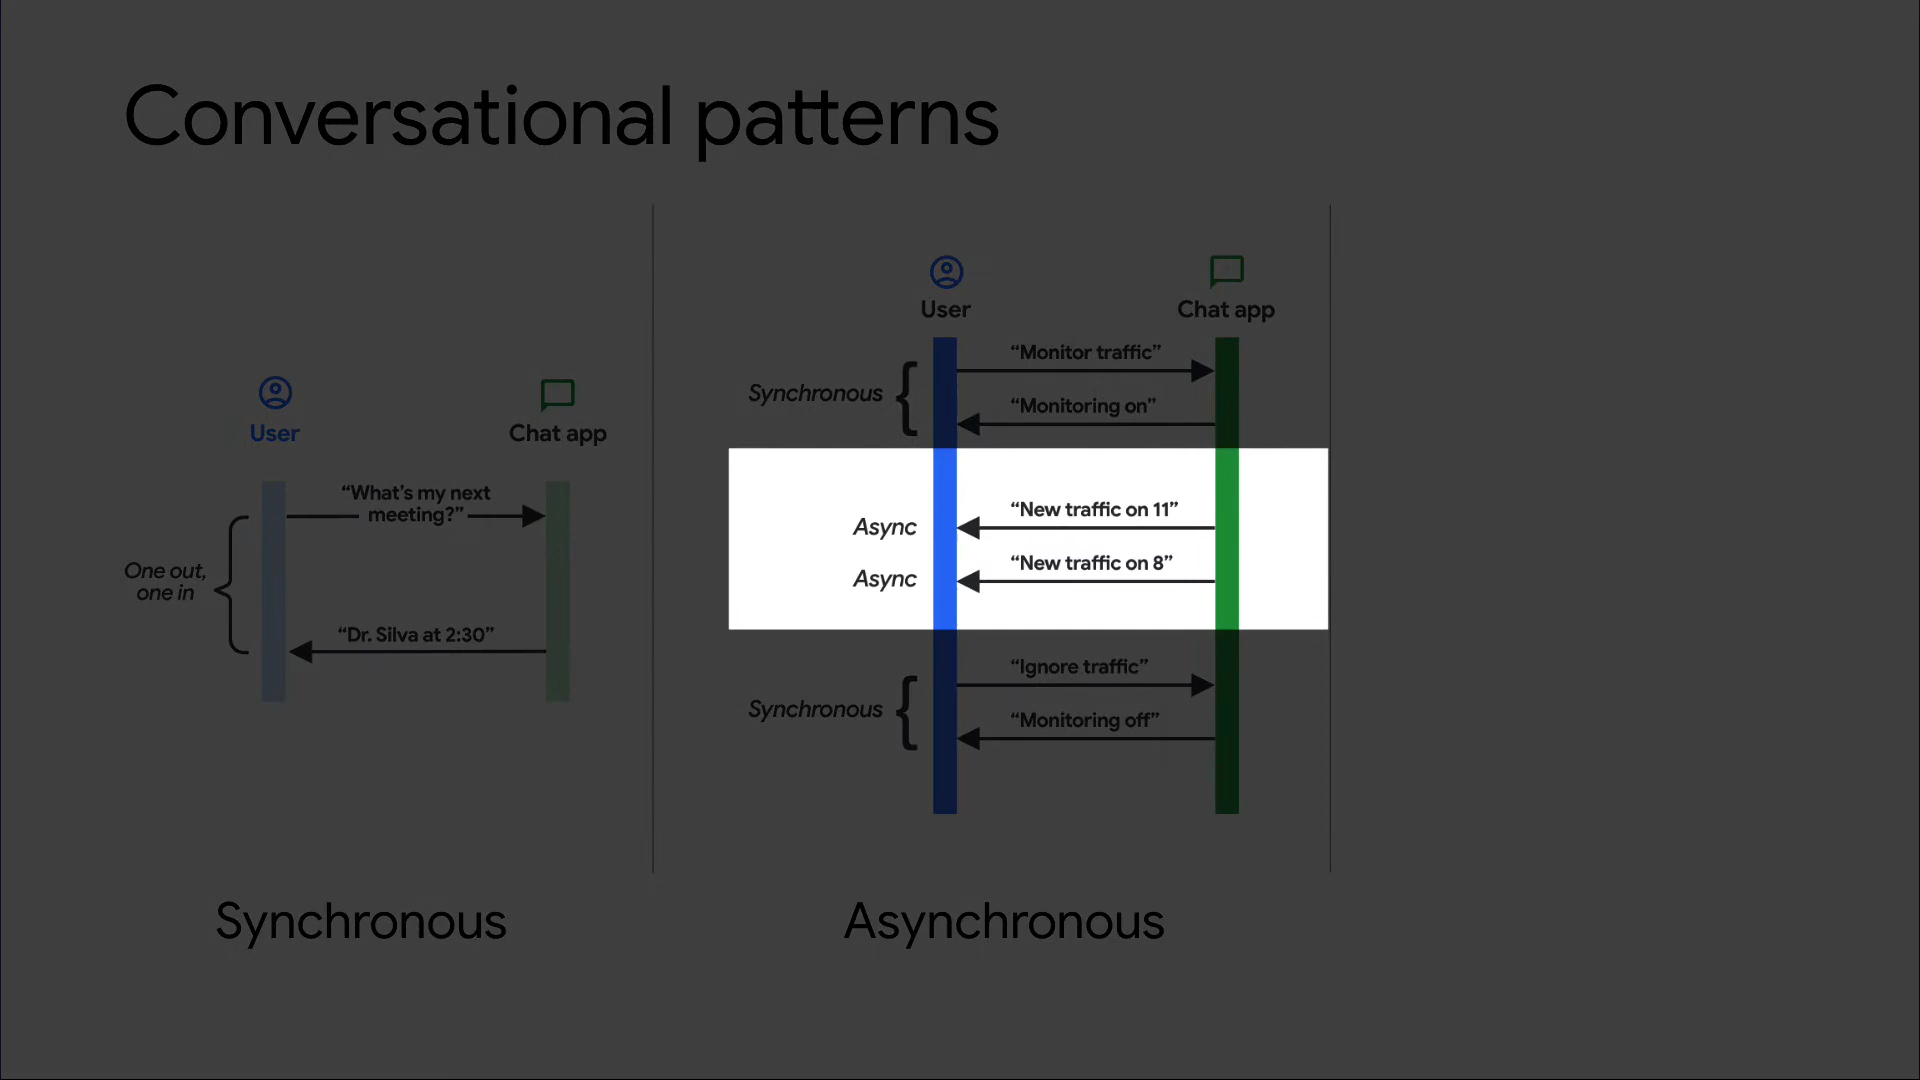 Conversational patterns
User
Chat app
“What’s my next
meeting?”
One out,
one in
“Dr. Silva at 2:30”
Synchronous
User
Chat app
Synchronous
“Monitor traffic”
“Monitoring on”
Async
“New traffic on 11”
Async
“New traffic on 8”
Synchronous
“Ignore traffic”
“Monitoring off”
Asynchronous